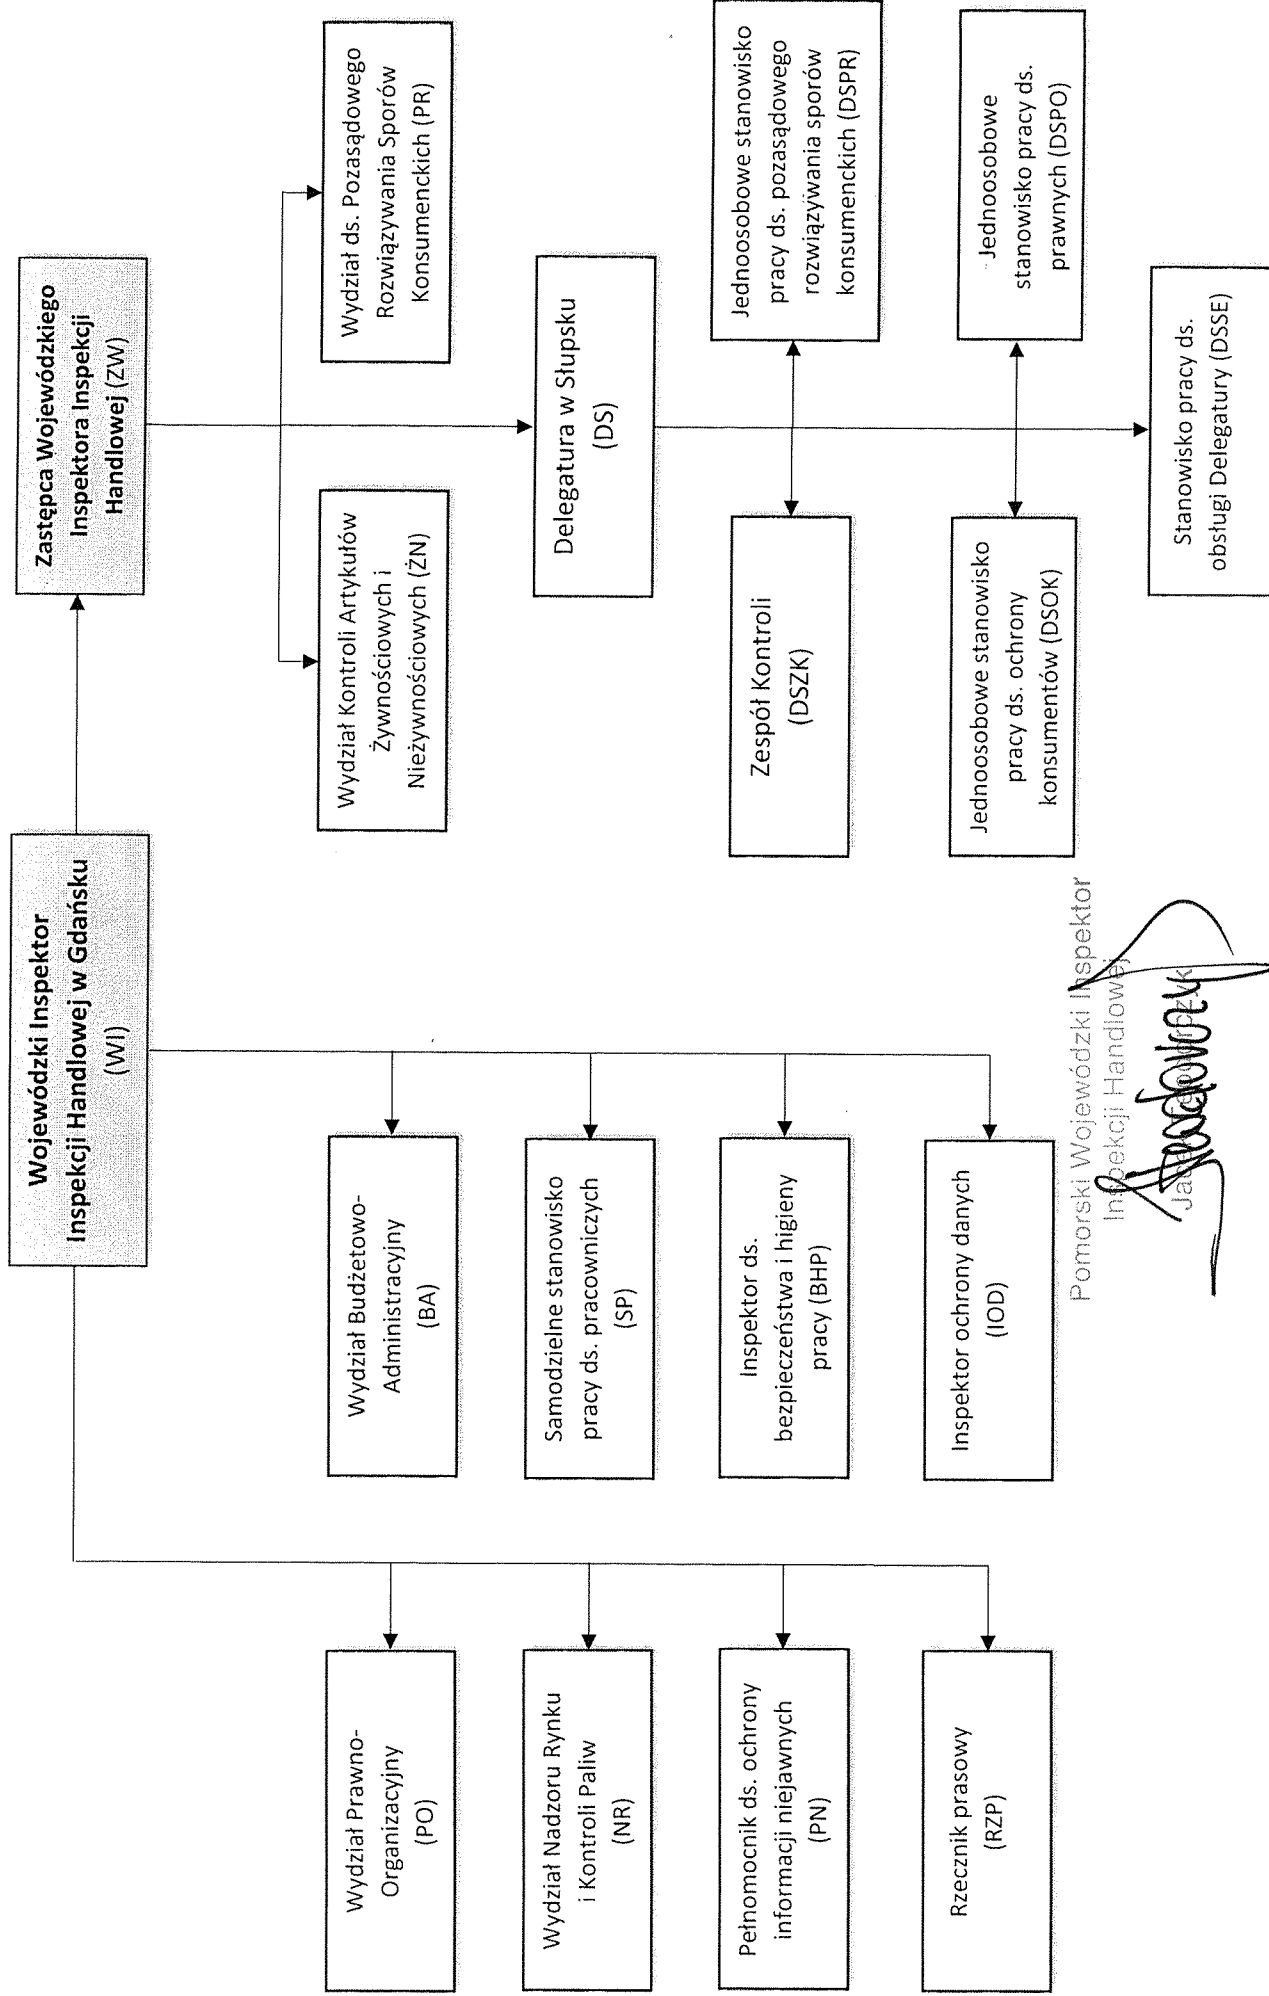 Wojewódzki Inspektor
Inspekcji Handlowej w Gdańsku
(WI)
Zastępca Wojewódzkiego
Inspektora Inspekcji
Handlowej (ZW)
Wydział Prawno-
Organizacyjny
(PO)
Wydział Nadzoru Rynku
i Kontroli Paliw
(NR)
Pełnomocnik ds. ochrony
informacji niejawnych
(PN)
Rzecznik prasowy
(RZP)
Wydział Budżetowo-
Administracyjny
(BA)
Samodzielne stanowisko
pracy ds. pracowniczych
(SP)
Inspektor ds.
bezpieczeństwa i higieny
pracy (BHP)
Inspektor ochrony danych
(IOD)
Wydział Kontroli Artykułów
Żywnościowych i
Nieżywnościowych (ŻN)
Wydział ds. Pozasądowego
Rozwiązywania Sporów
Konsumenckich (PR)
Delegatura w Słupsku
(DS)
Zespół Kontroli
(DSZK)
Jednoosobowe stanowisko
pracy ds. pozasądowego
rozwiązywania sporów
konsumenckich (DSPR)
Jednoosobowe stanowisko
pracy ds. ochrony
konsumentów (DSOK)
Jednoosobowe
stanowisko pracy ds.
prawnych (DSPO)
Stanowisko pracy ds.
obsługi Delegatury (DSSE)
Pomorski Wojewódzki Inspektor
Inspekcji Handlowej